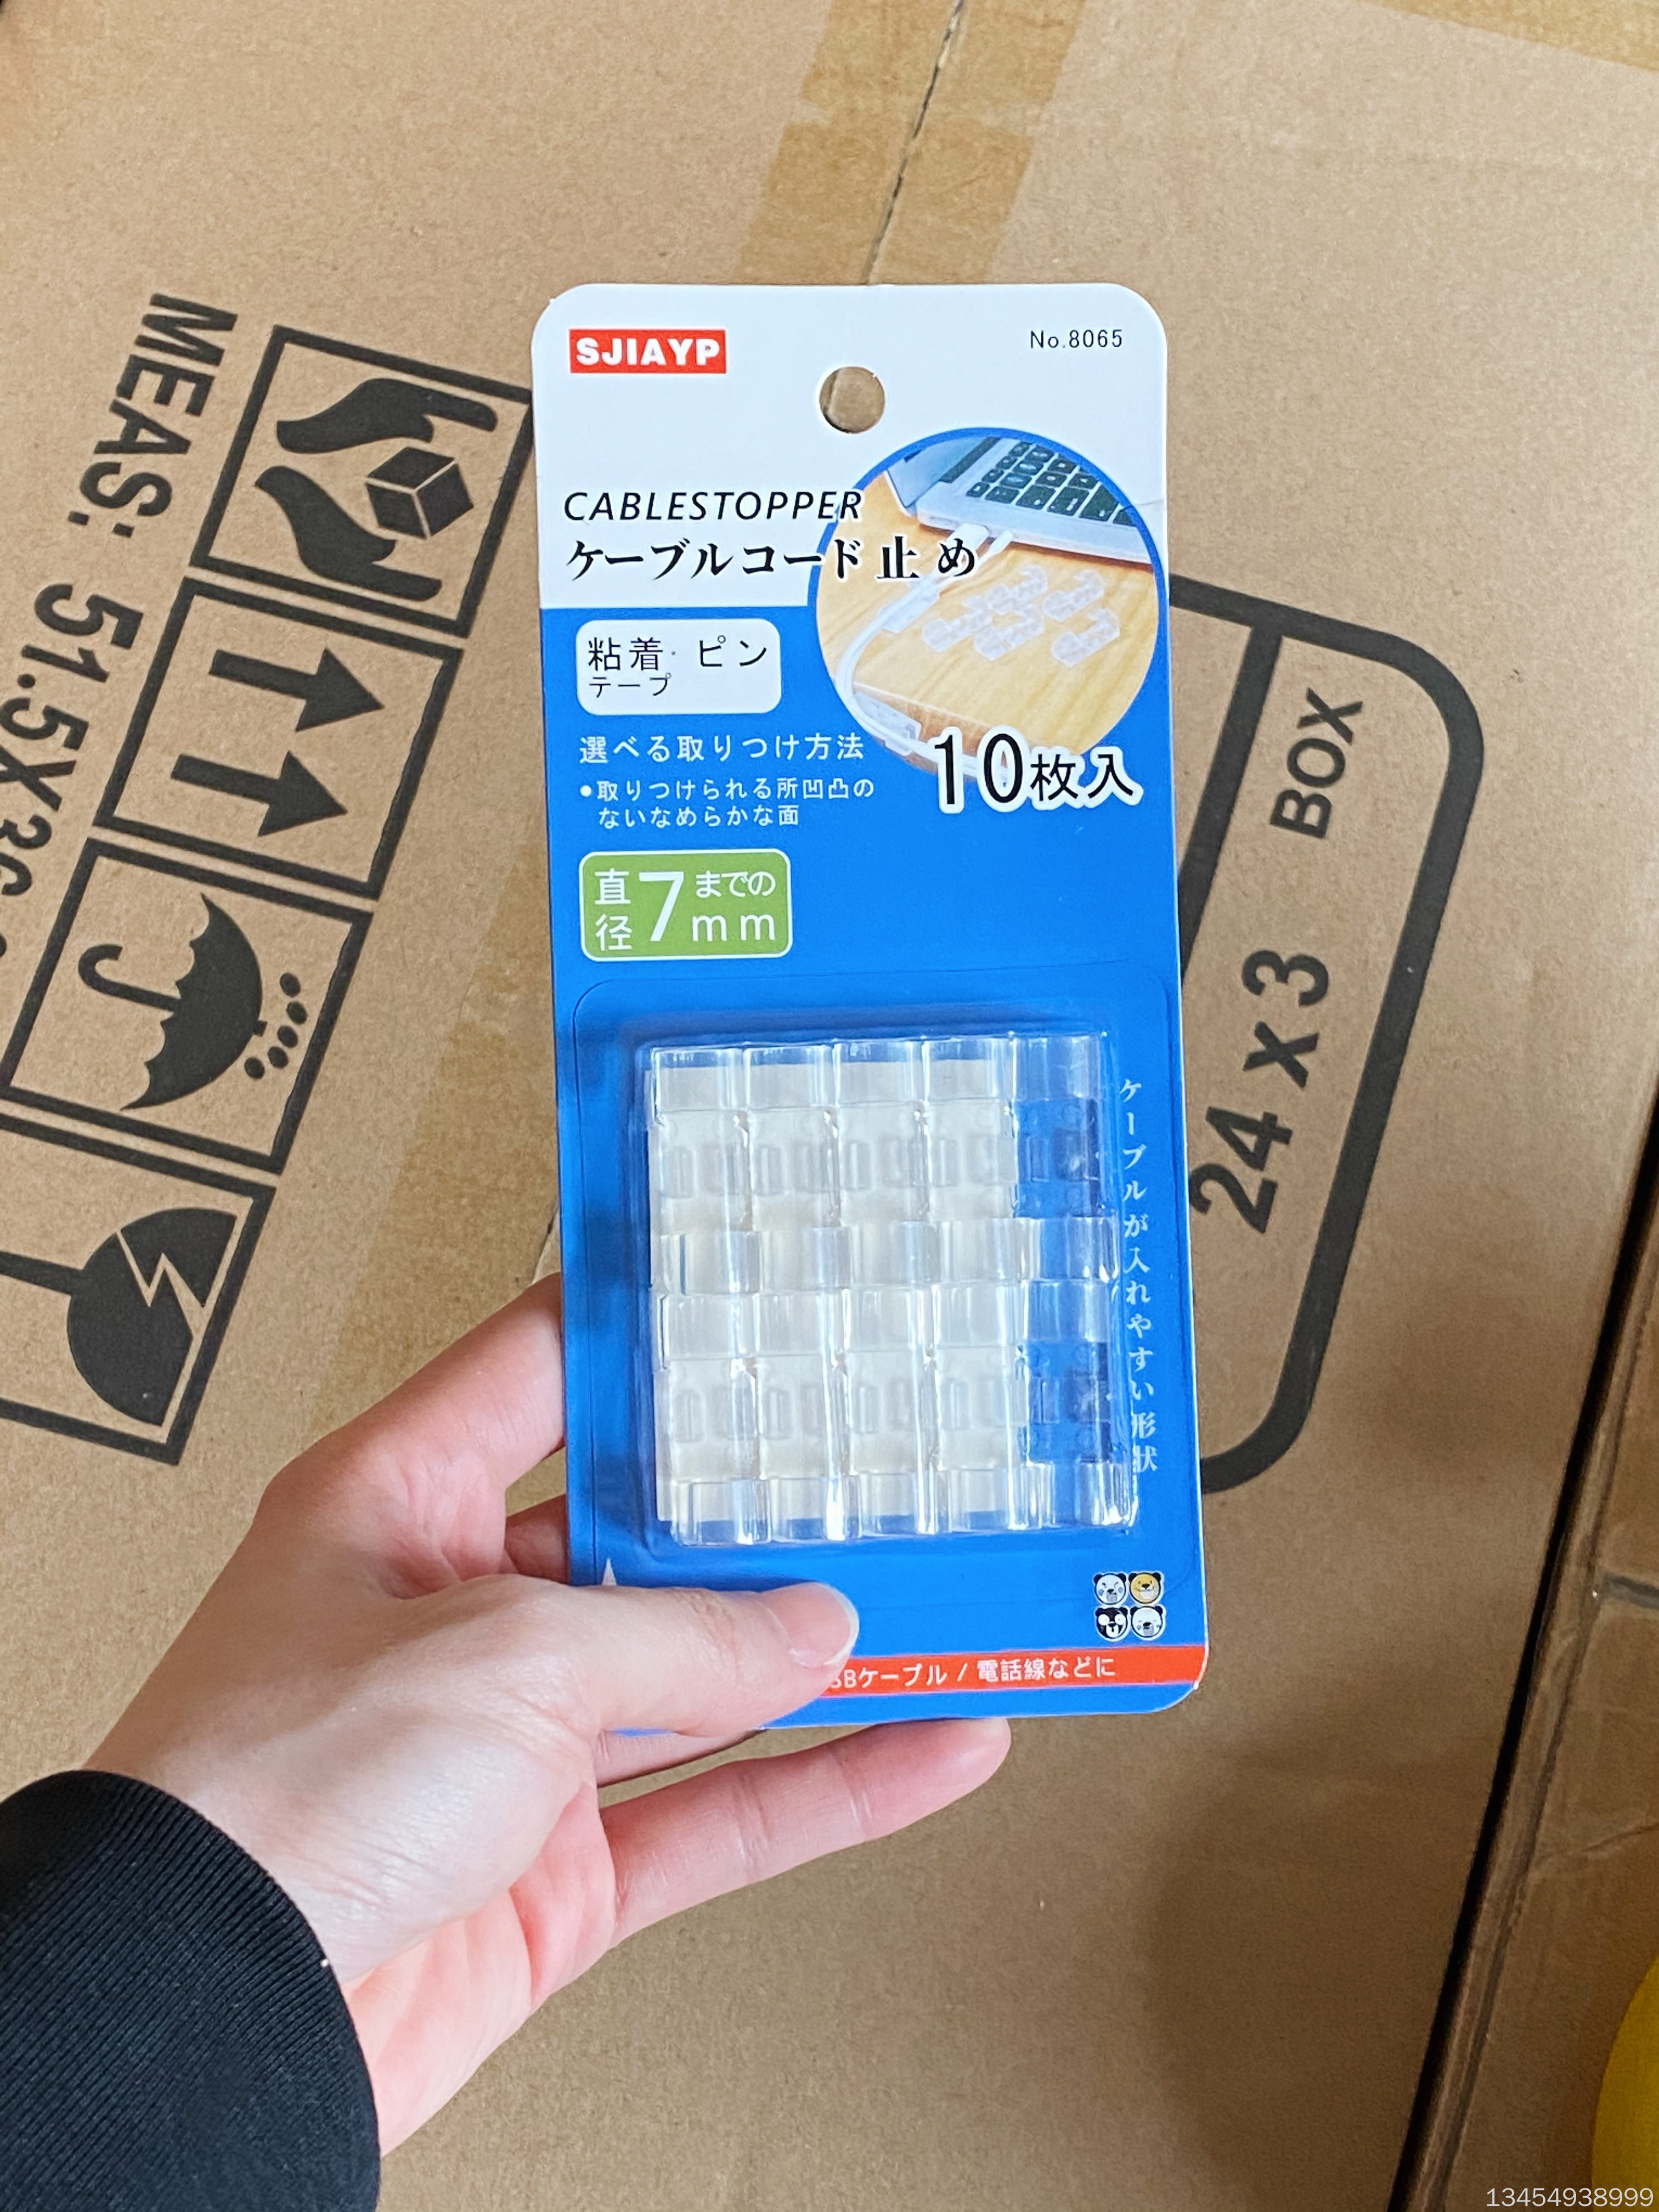 SJIAYP
No.8065
CABLESTOPPER
ケーブルコード止め
粘着・ピン
テープ
選べる取りつけ方法
●取りつけられる所凹凸の
ないなめらかな面
10枚入
直径7mmまでの
ケーブルが入れやすい形状
Bケーブル / 電話線などに
MEAS: 51.5X36
BOX
24 x 3
13454938999